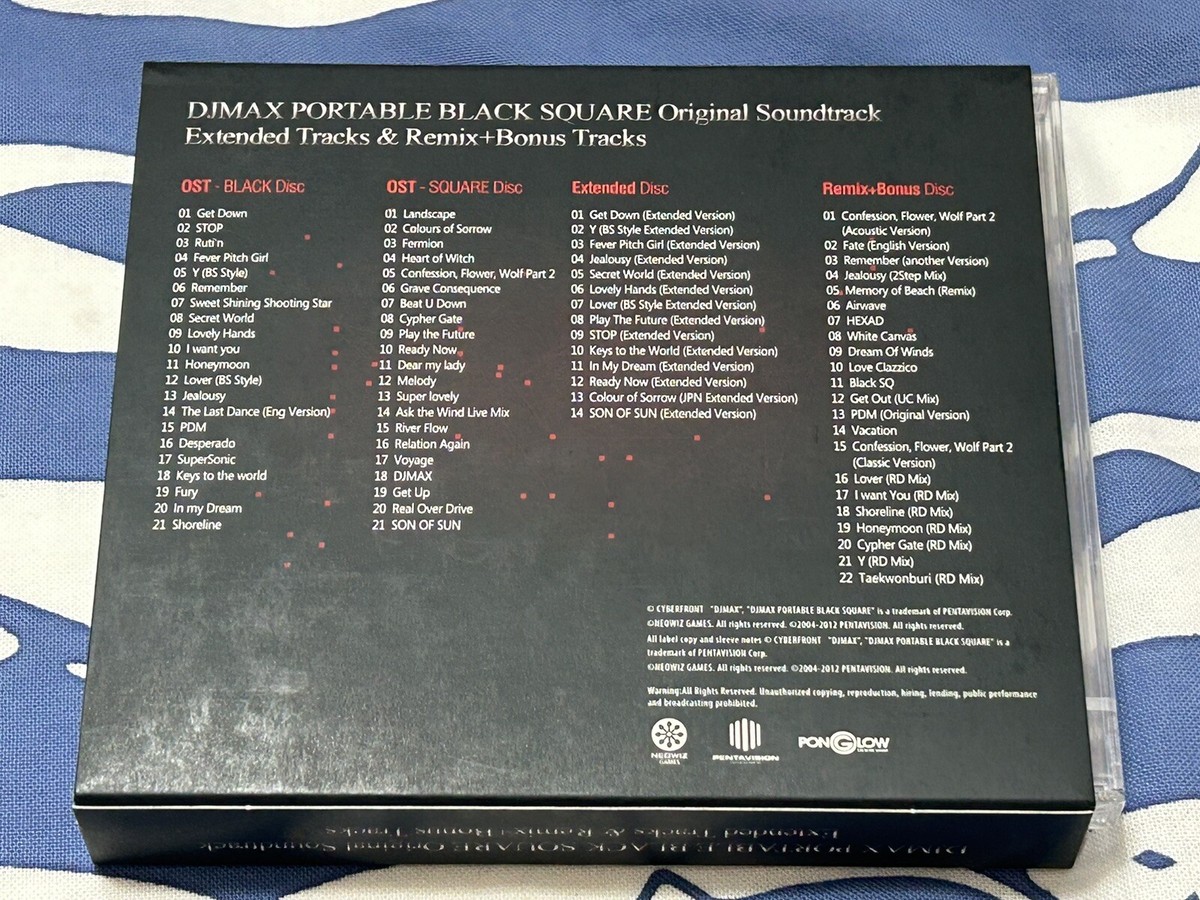 DJMAX PORTABLE BLACK SQUARE Original Soundtrack
Extended Tracks & Remix+Bonus Tracks
OST - BLACK Disc
01 Get Down
02 STOP
03 Ruti'n
04 Fever Pitch Girl
05 Y (BS Style)
06 Remember
07 Sweet Shining Shooting Star
08 Secret World
09 Lovely Hands
10 I want you
11 Honeymoon
12 Lover (BS Style)
13 Jealousy
14 The Last Dance (Eng Version)
15 PDM
16 Desperado
17 SuperSonic
18 Keys to the world
19 Fury
20 In my Dream
21 Shoreline
OST - SQUARE Disc
01 Landscape
02 Colours of Sorrow
03 Fermion
04 Heart of Witch
05 Confession, Flower, Wolf Part 2
06 Grave Consequence
07 Beat U Down
08 Cypher Gate
09 Play the Future
10 Ready Now
11 Dear my lady
12 Melody
13 Super lovely
14 Ask the Wind Live Mix
15 River Flow
16 Relation Again
17 Voyage
18 DJMAX
19 Get Up
20 Real Over Drive
21 SON OF SUN
Extended Disc
01 Get Down (Extended Version)
02 Y (BS Style Extended Version)
03 Fever Pitch Girl (Extended Version)
04 Jealousy (Extended Version)
05 Secret World (Extended Version)
06 Lovely Hands (Extended Version)
07 Lover (BS Style Extended Version)
08 Play The Future (Extended Version)
09 STOP (Extended Version)
10 Keys to the World (Extended Version)
11 In My Dream (Extended Version)
12 Ready Now (Extended Version)
13 Colour of Sorrow (JPN Extended Version)
14 SON OF SUN (Extended Version)
Remix+Bonus Disc
01 Confession, Flower, Wolf Part 2
(Acoustic Version)
02 Fate (English Version)
03 Remember (another Version)
04 Jealousy (2Step Mix)
05 Memory of Beach (Remix)
06 Airwave
07 HEXAD
08 White Canvas
09 Dream Of Winds
10 Love Clazzico
11 Black SQ
12 Get Out (UC Mix)
13 PDM (Original Version)
14 Vacation
15 Confession, Flower, Wolf Part 2
(Classic Version)
16 Lover (RD Mix)
17 I want You (RD Mix)
18 Shoreline (RD Mix)
19 Honeymoon (RD Mix)
20 Cypher Gate (RD Mix)
21 Y (RD Mix)
22 Taekwonburi (RD Mix)
© CYBERFRONT "DJMAX", "DJMAX PORTABLE BLACK SQUARE" is a trademark of PENTAVISION Corp.
©NEOWIZ GAMES. All rights reserved. ©2004-2012 PENTAVISION. All rights reserved.
All label copy and sleeve notes © CYBERFRONT "DJMAX", "DJMAX PORTABLE BLACK SQUARE" is a
trademark of PENTAVISION Corp.
©NEOWIZ GAMES. All rights reserved. ©2004-2012 PENTAVISION. All rights reserved.
Warning:All Rights Reserved. Unauthorized copying, reproduction, hiring, lending, public performance
and broadcasting prohibited.
NEOWIZ
GAMES
PENTAVISION
PONGLOW
DJMAX PORTABLE BLACK SQUARE Original Soundtrack
Extended Tracks & Remix+Bonus Tracks